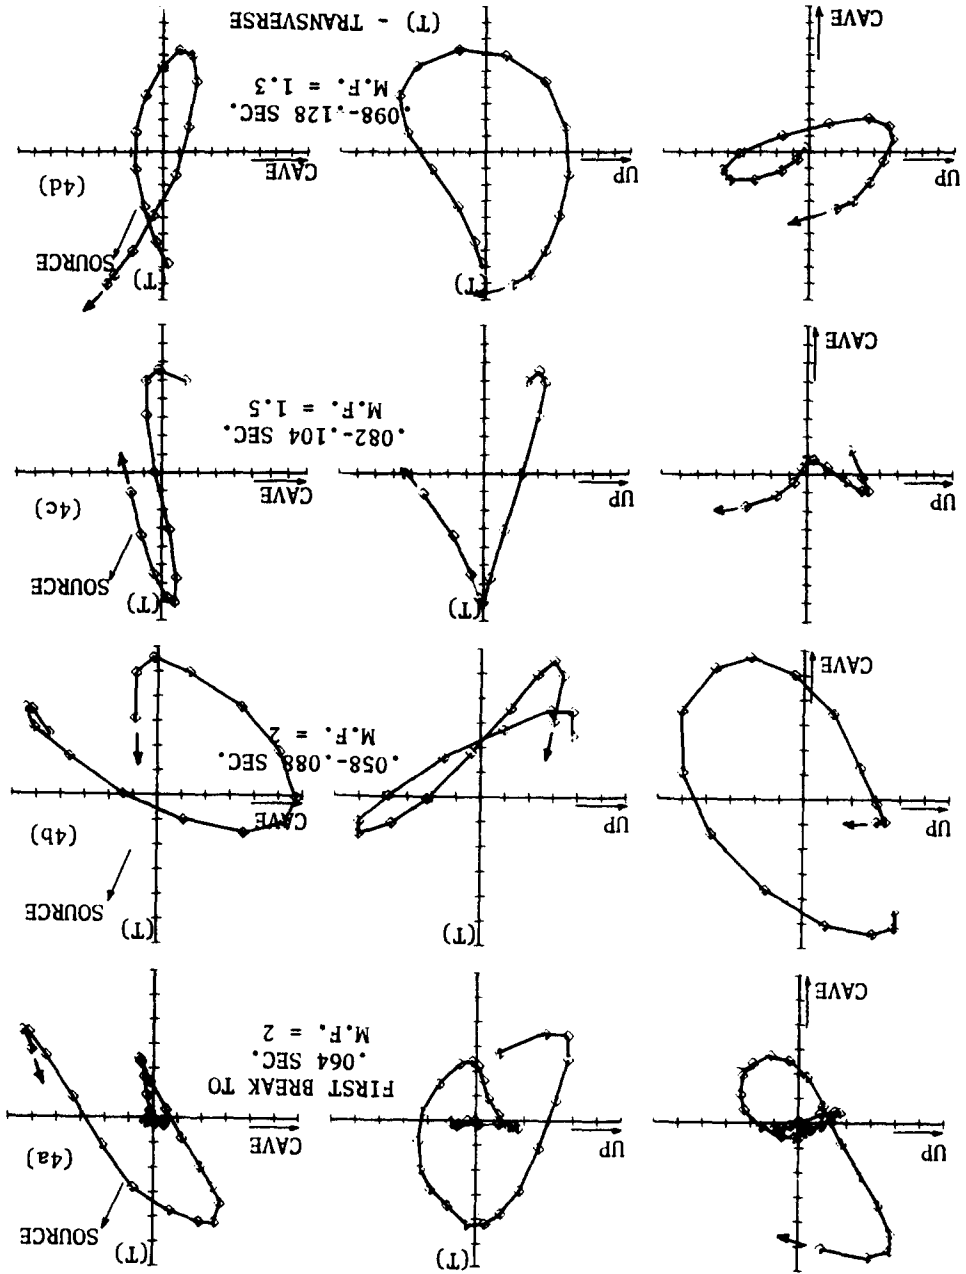 (T)
(T)
SOURCE
(4a)
UP
UP
CAVE
FIRST BREAK TO
.064 SEC.
M.F. = 2
CAVE
(T)
(T)
SOURCE
(4b)
UP
UP
CAVE
.058-.088 SEC.
M.F. = 2
CAVE
(T)
(T)
SOURCE
(4c)
UP
UP
CAVE
.082-.104 SEC.
M.F. = 1.5
CAVE
(T)
(T)
SOURCE
(4d)
UP
UP
CAVE
.098-.128 SEC.
M.F. = 1.3
CAVE
(T) - TRANSVERSE